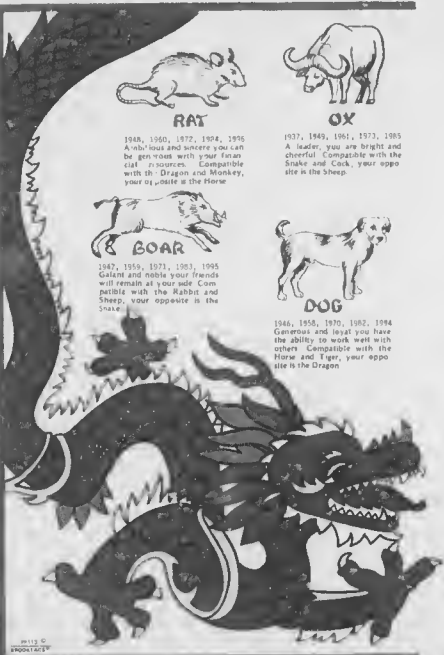 RAT
1948, 1960, 1972, 1984, 1996
Ambitious and sincere you can
be generous with your finan
cial resources. Compatible
with the Dragon and Monkey,
your opposite is the Horse
OX
1937, 1949, 1961, 1973, 1985
A leader, you are bright and
cheerful Compatible with the
Snake and Cock, your oppo
site is the Sheep
BOAR
1947, 1959, 1971, 1983, 1995
Galant and noble your friends
will remain at your side Com
patible with the Rabbit and
Sheep, your opposite is the
Snake
DOG
1946, 1958, 1970, 1982, 1994
Generous and loyal you have
the ability to work well with
others Compatible with the
Horse and Tiger, your oppo
site is the Dragon